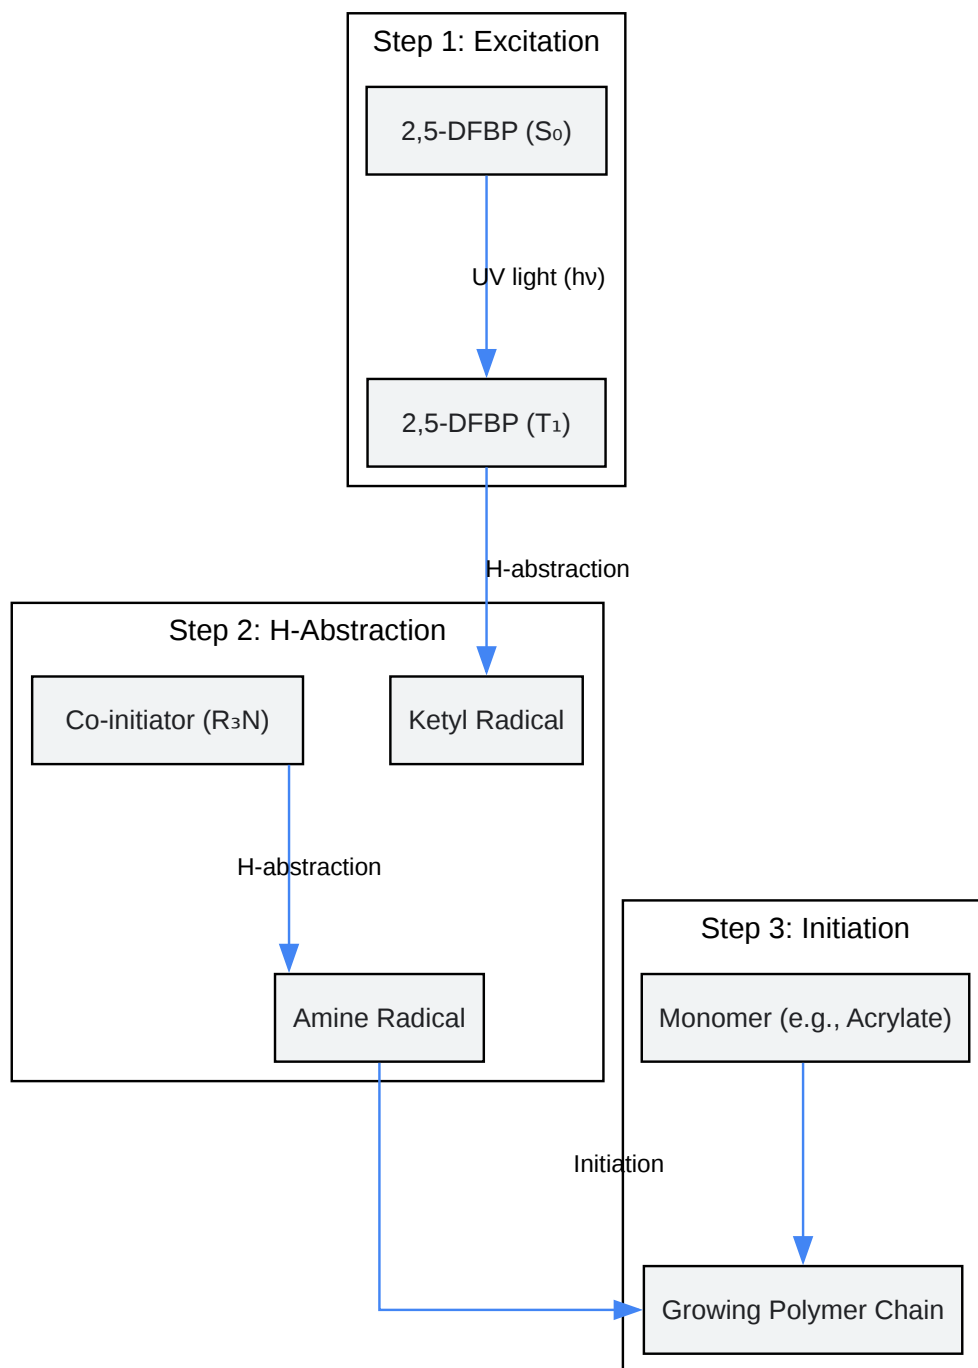 Step 1: Excitation
2,5-DFBP (S₀)
UV light (hν)
2,5-DFBP (T₁)
H-abstraction
Step 2: H-Abstraction
Co-initiator (R₃N)
Ketyl Radical
H-abstraction
Amine Radical
Step 3: Initiation
Monomer (e.g., Acrylate)
Initiation
Growing Polymer Chain